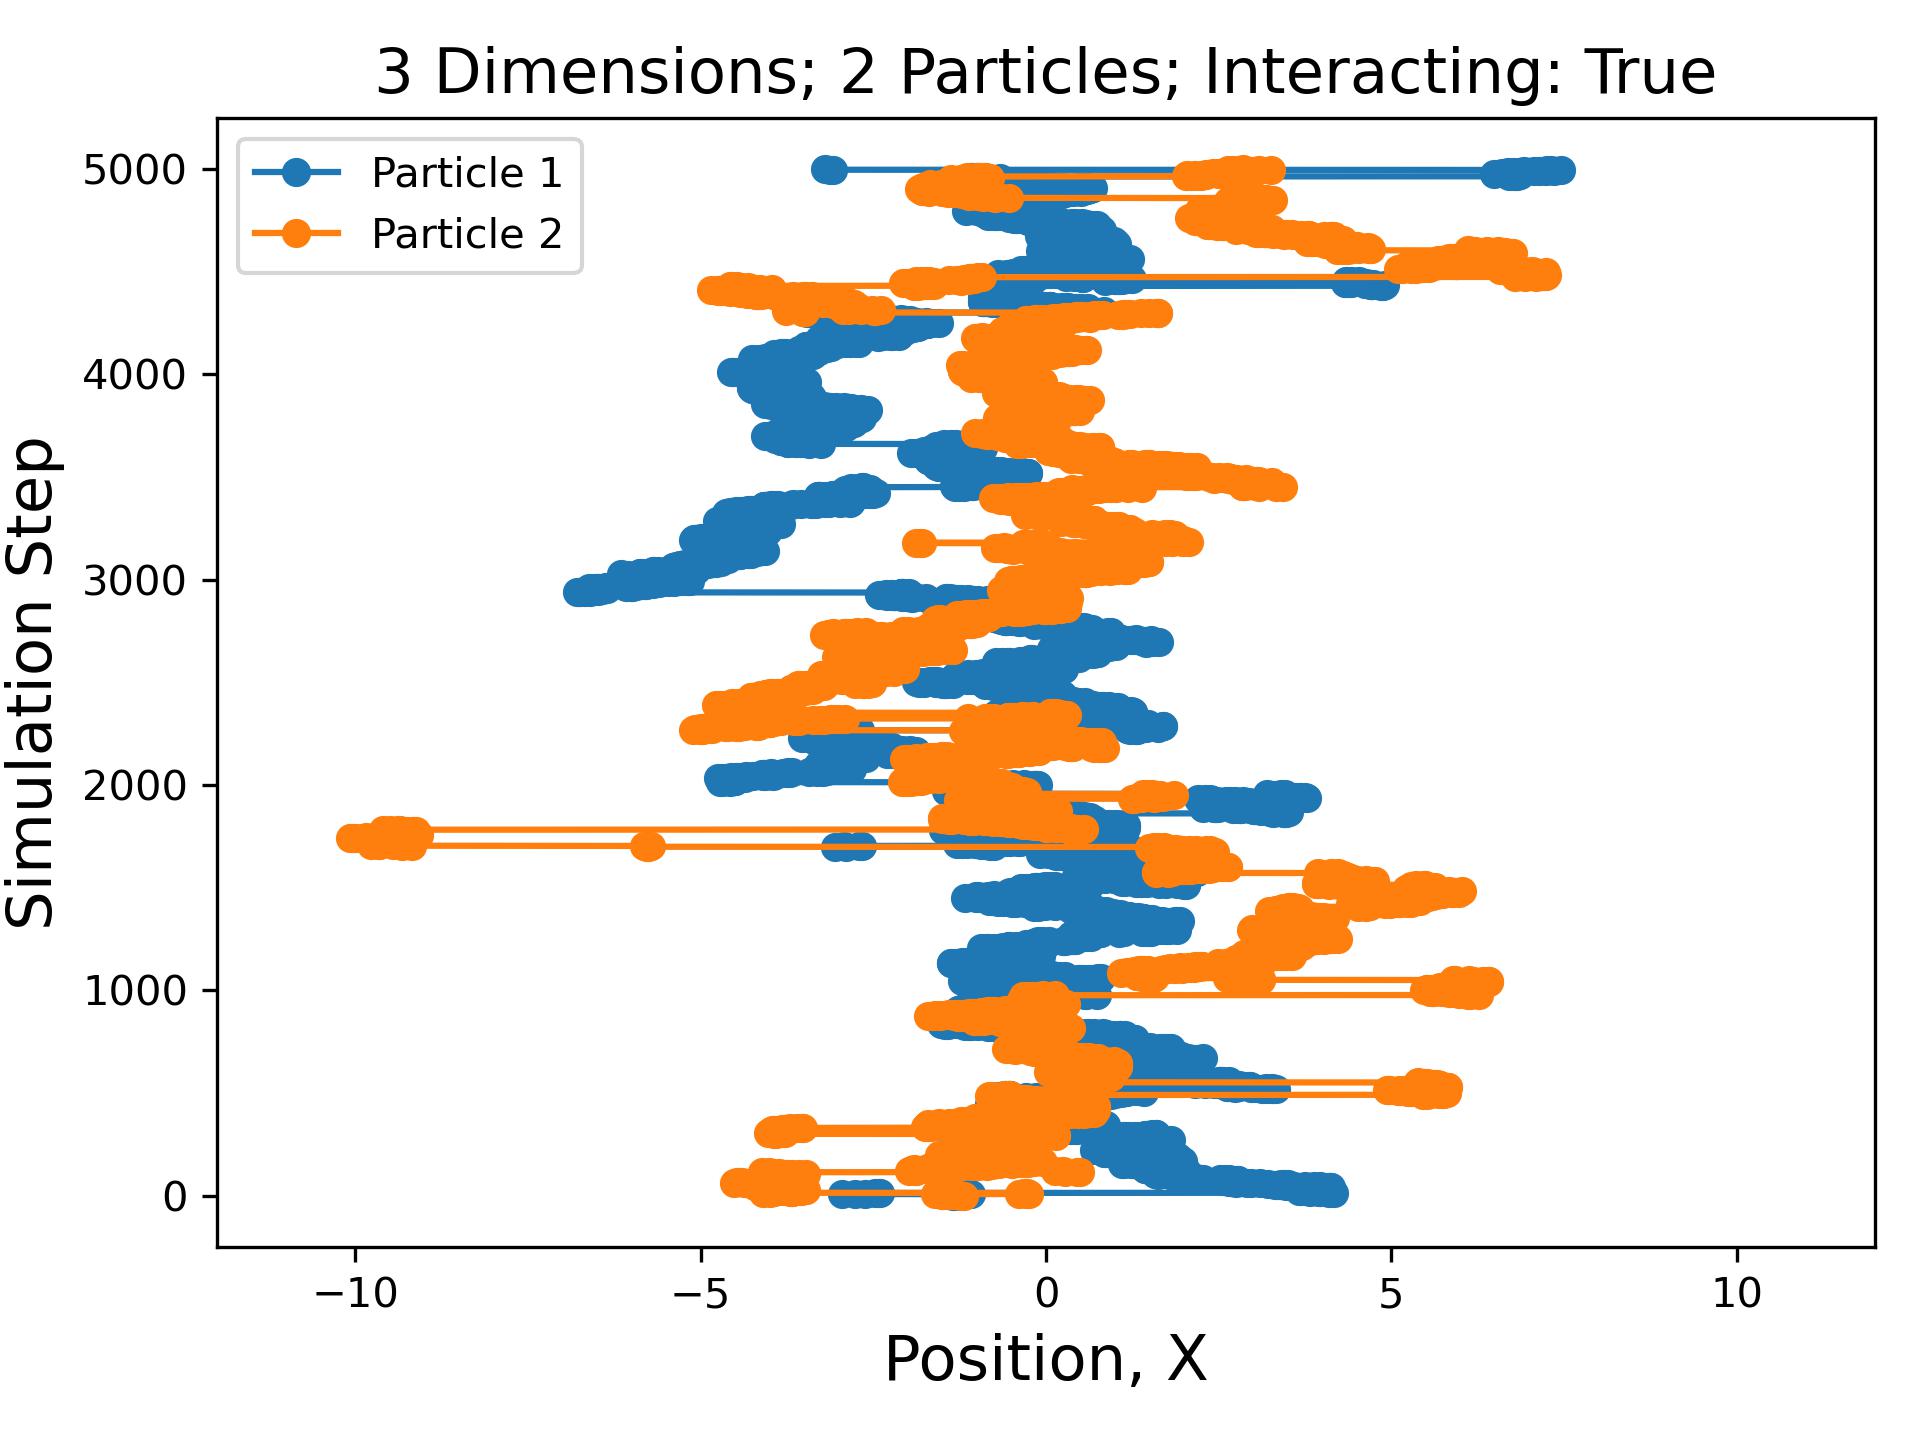 3 Dimensions; 2 Particles; Interacting: True
Particle 1
Particle 2
5000
4000
3000
2000
1000
0
Simulation Step
−10
−5
0
5
10
Position, X